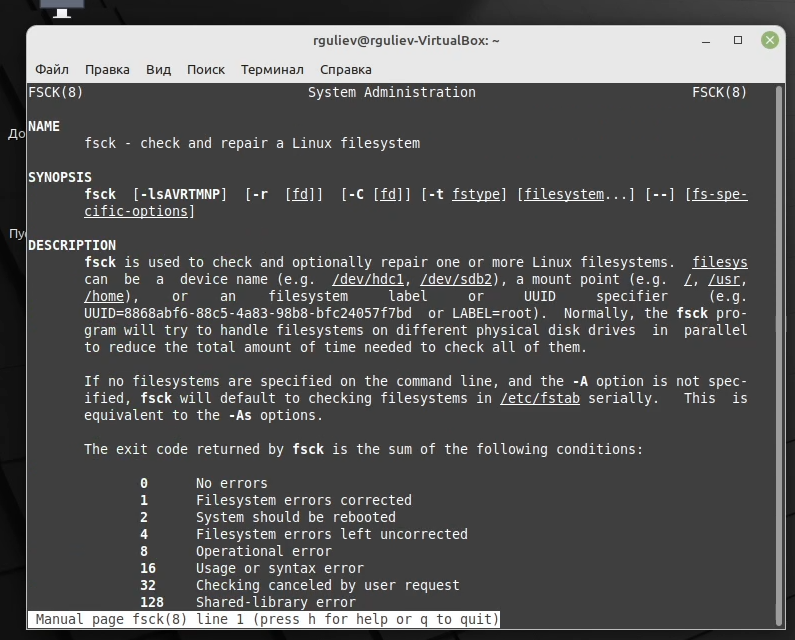 rguliev@rguliev-VirtualBox: ~
Файл Правка Вид Поиск Терминал Справка
FSCK(8) System Administration FSCK(8)
NAME
fsck - check and repair a Linux filesystem
SYNOPSIS
fsck [-lsAVRTMNP] [-r [fd]] [-C [fd]] [-t fstype] [filesystem...] [--] [fs-spe-
cific-options]
DESCRIPTION
fsck is used to check and optionally repair one or more Linux filesystems. filesys
can be a device name (e.g. /dev/hdc1, /dev/sdb2), a mount point (e.g. /, /usr,
/home), or an filesystem label or UUID specifier (e.g.
UUID=8868abf6-88c5-4a83-98b8-bfc24057f7bd or LABEL=root). Normally, the fsck pro-
gram will try to handle filesystems on different physical disk drives in parallel
to reduce the total amount of time needed to check all of them.
If no filesystems are specified on the command line, and the -A option is not spec-
ified, fsck will default to checking filesystems in /etc/fstab serially. This is
equivalent to the -As options.
The exit code returned by fsck is the sum of the following conditions:
0 No errors
1 Filesystem errors corrected
2 System should be rebooted
4 Filesystem errors left uncorrected
8 Operational error
16 Usage or syntax error
32 Checking canceled by user request
128 Shared-library error
Manual page fsck(8) line 1 (press h for help or q to quit)